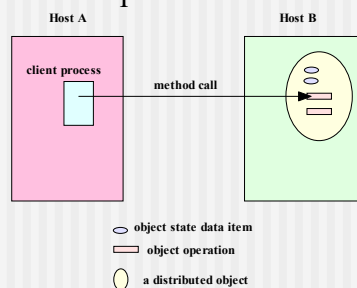 Host A
Host B
client process
method call
object state data item
object operation
a distributed object